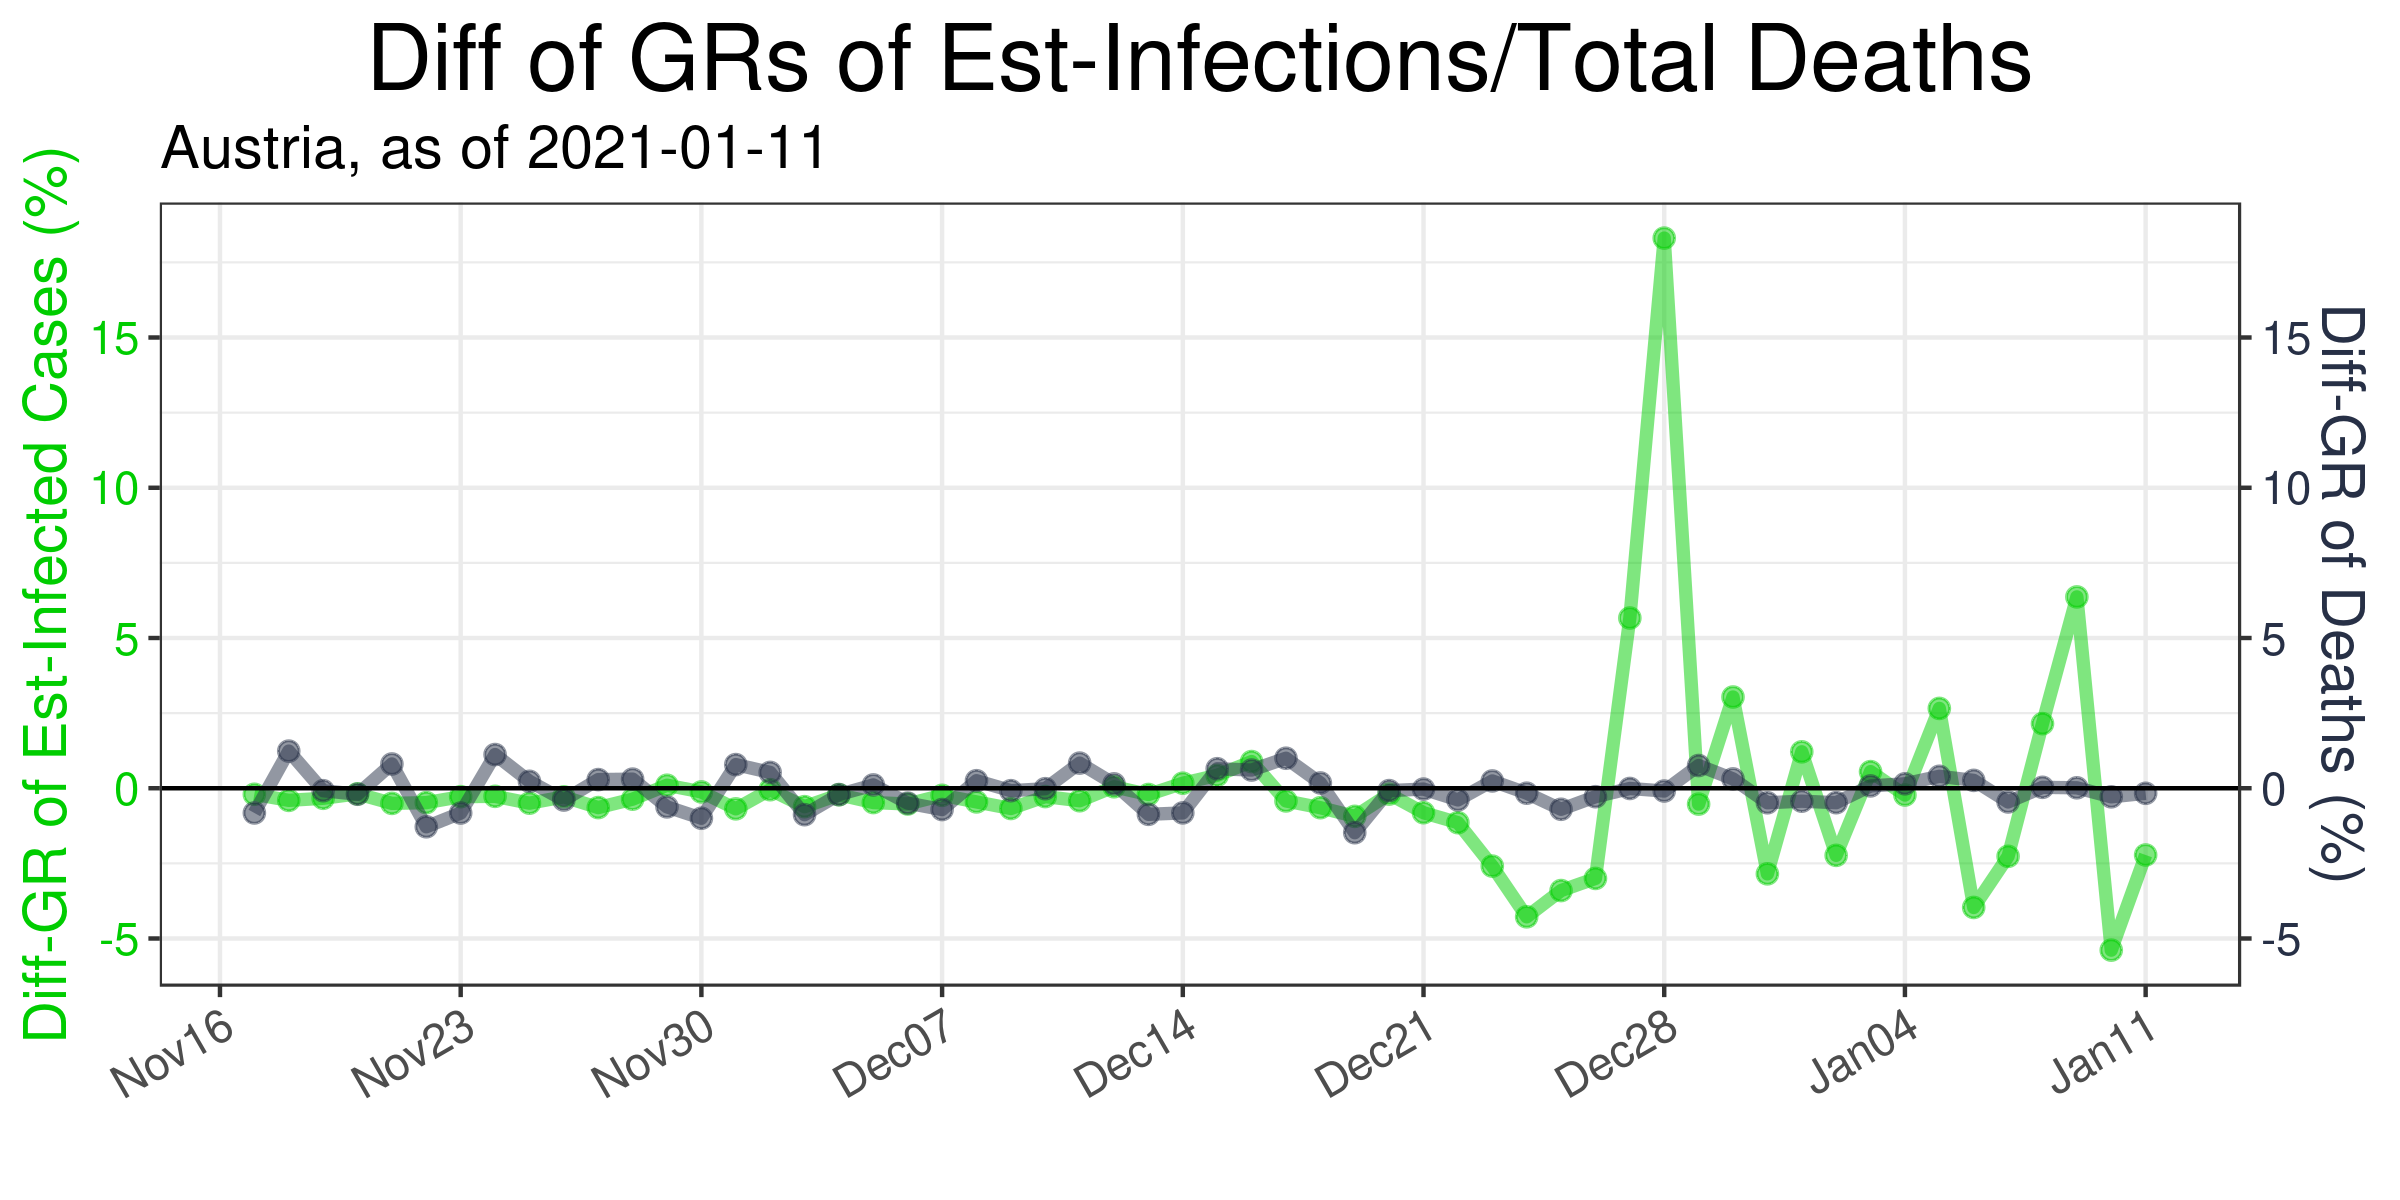 Diff of GRs of Est-Infections/Total Deaths
Austria, as of 2021-01-11
Diff-GR of Est-Infected Cases (%)
15
10
5
0
-5
15
10
5
0
-5
Diff-GR of Deaths (%)
Nov16
Nov23
Nov30
Dec07
Dec14
Dec21
Dec28
Jan04
Jan11